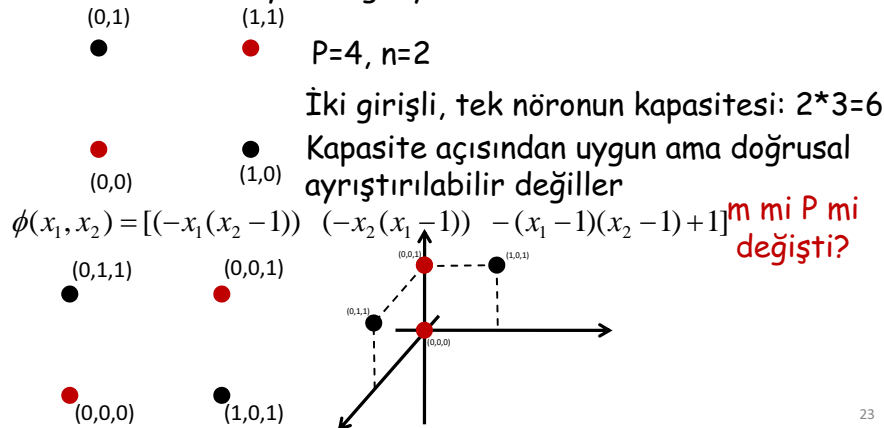 (0,1)
(1,1)
P=4, n=2
İki girişli, tek nöronun kapasitesi: 2*3=6
(0,0)
(1,0)
Kapasite açısından uygun ama doğrusal
ayrıştırılabilir değiller
ϕ(x₁,x₂)=[(−x₁(x₂−1)) (−x₂(x₁−1)) −(x₁−1)(x₂−1)+1]
m mi P mi
değişti?
(0,1,1)
(0,0,1)
(0,0,1)
(1,0,1)
(0,1,1)
(0,0,0)
(0,0,0)
(1,0,1)
23